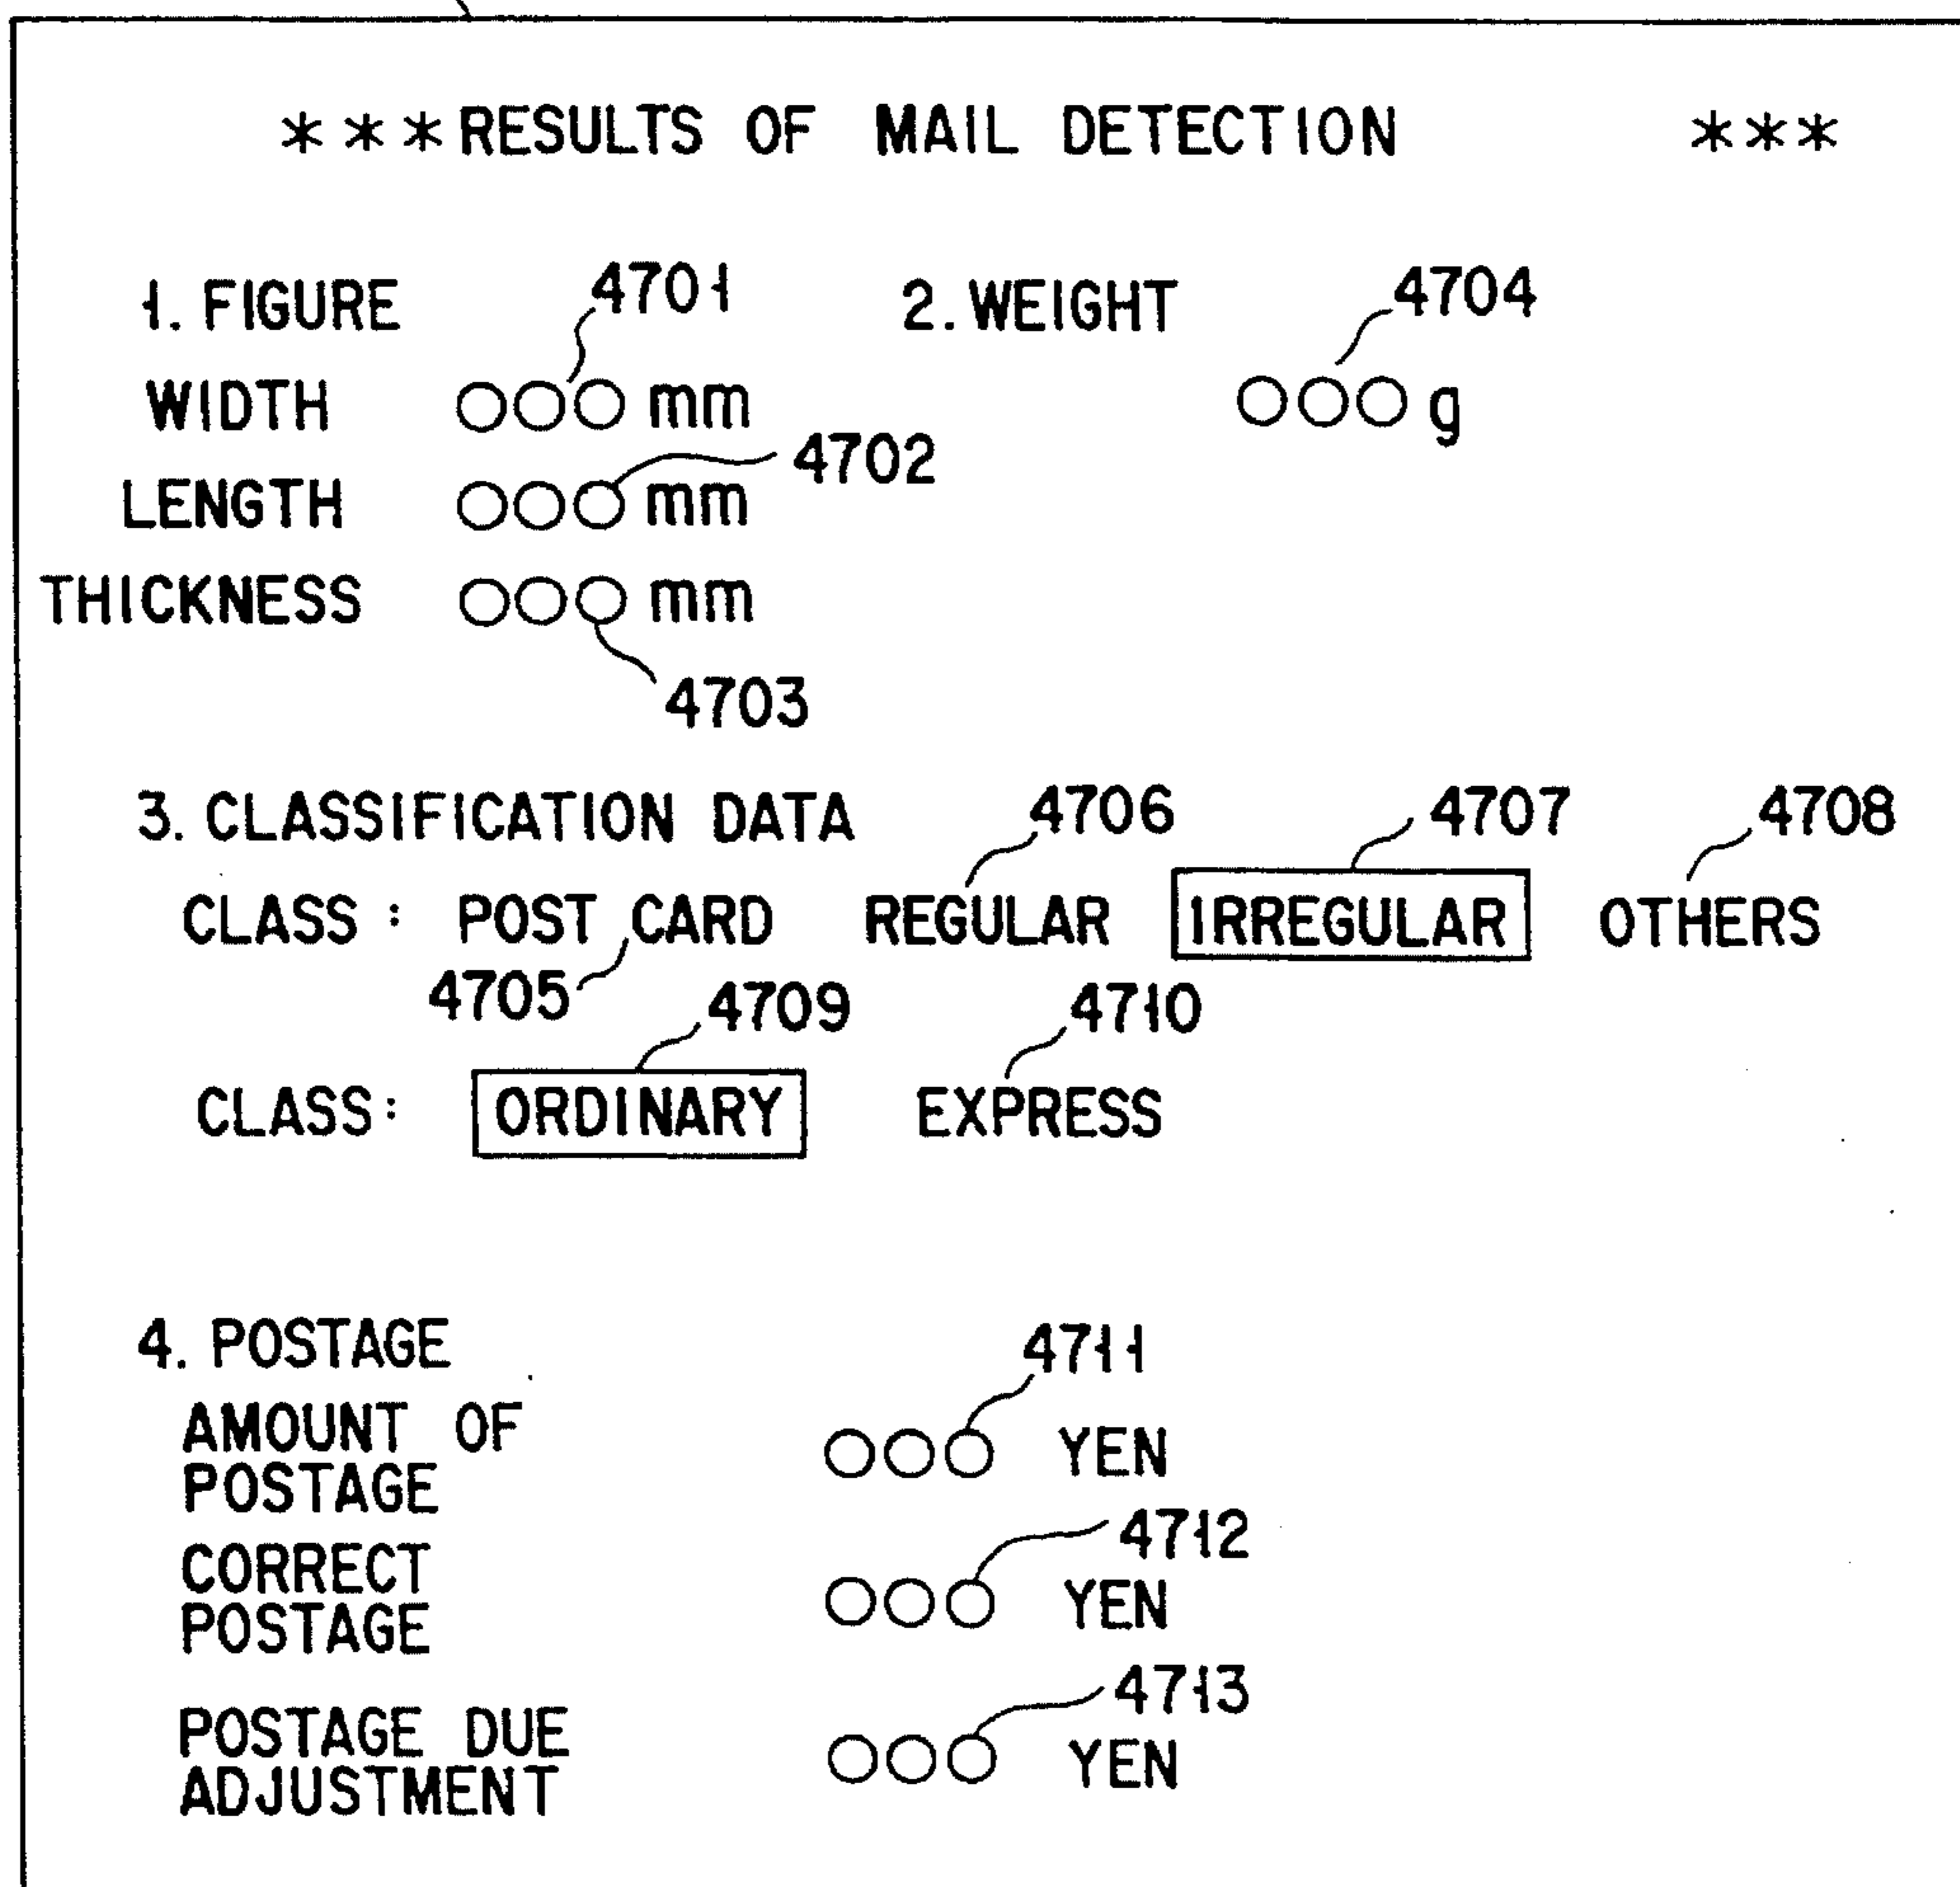 ***RESULTS OF MAIL DETECTION ***
1. FIGURE 4701 2. WEIGHT 4704
WIDTH ○○○ mm ○○○ g
4702
LENGTH ○○○ mm
THICKNESS ○○○ mm
4703
3. CLASSIFICATION DATA 4706 4707 4708
CLASS : POST CARD REGULAR IRREGULAR OTHERS
4705 4709 4710
CLASS: ORDINARY EXPRESS
4. POSTAGE 4711
AMOUNT OF
POSTAGE ○○○ YEN
4712
CORRECT
POSTAGE ○○○ YEN
4713
POSTAGE DUE
ADJUSTMENT ○○○ YEN